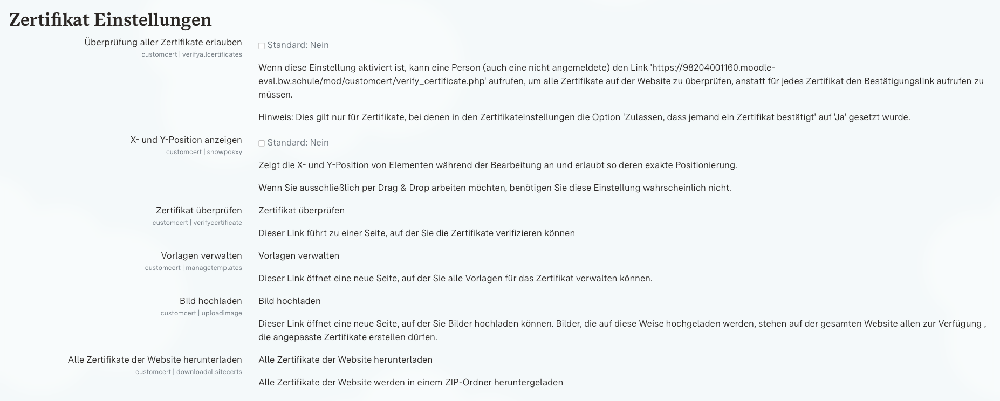 Zertifikat Einstellungen
Überprüfung aller Zertifikate erlauben
customcert | verifyallcertificates
Standard: Nein
Wenn diese Einstellung aktiviert ist, kann eine Person (auch eine nicht angemeldete) den Link 'https://98204001160.moodle-
eval.bw.schule/mod/customcert/verify_certificate.php' aufrufen, um alle Zertifikate auf der Website zu überprüfen, anstatt für jedes Zertifikat den Bestätigungslink aufrufen zu
müssen.
Hinweis: Dies gilt nur für Zertifikate, bei denen in den Zertifikateinstellungen die Option 'Zulassen, dass jemand ein Zertifikat bestätigt' auf 'Ja' gesetzt wurde.
X- und Y-Position anzeigen
customcert | showposxy
Standard: Nein
Zeigt die X- und Y-Position von Elementen während der Bearbeitung an und erlaubt so deren exakte Positionierung.
Wenn Sie ausschließlich per Drag & Drop arbeiten möchten, benötigen Sie diese Einstellung wahrscheinlich nicht.
Zertifikat überprüfen
customcert | verifycertificate
Zertifikat überprüfen
Dieser Link führt zu einer Seite, auf der Sie die Zertifikate verifizieren können
Vorlagen verwalten
customcert | managetemplates
Vorlagen verwalten
Dieser Link öffnet eine neue Seite, auf der Sie alle Vorlagen für das Zertifikat verwalten können.
Bild hochladen
customcert | uploadimage
Bild hochladen
Dieser Link öffnet eine neue Seite, auf der Sie Bilder hochladen können. Bilder, die auf diese Weise hochgeladen werden, stehen auf der gesamten Website allen zur Verfügung ,
die angepasste Zertifikate erstellen dürfen.
Alle Zertifikate der Website herunterladen
customcert | downloadallsitecerts
Alle Zertifikate der Website herunterladen
Alle Zertifikate der Website werden in einem ZIP-Ordner heruntergeladen